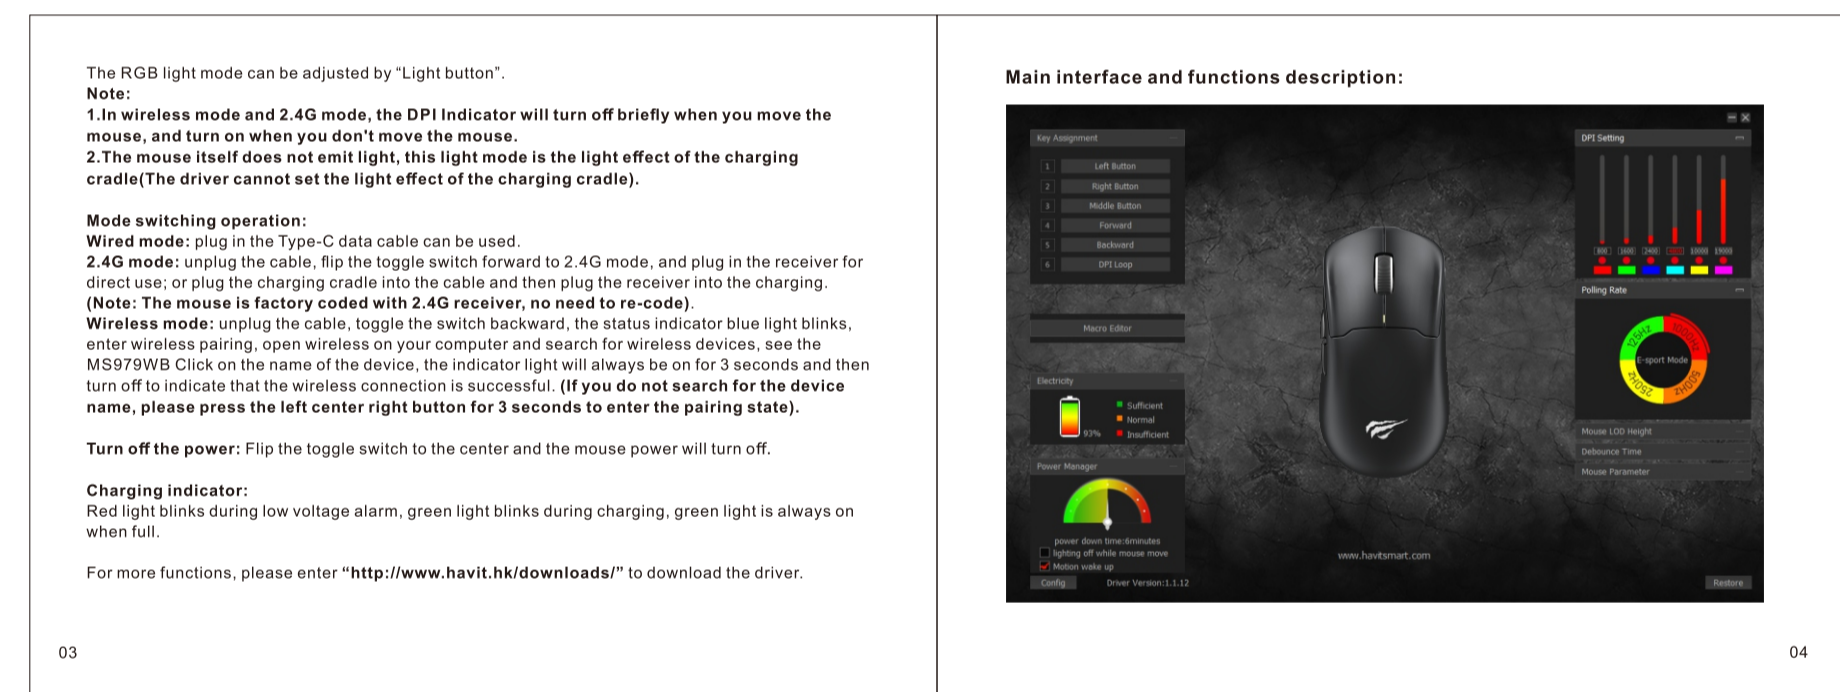 The RGB light mode can be adjusted by “Light button”.
Note:
1.In wireless mode and 2.4G mode, the DPI Indicator will turn off briefly when you move the
mouse, and turn on when you don't move the mouse.
2.The mouse itself does not emit light, this light mode is the light effect of the charging
cradle(The driver cannot set the light effect of the charging cradle).
Mode switching operation:
Wired mode: plug in the Type-C data cable can be used.
2.4G mode: unplug the cable, flip the toggle switch forward to 2.4G mode, and plug in the receiver for
direct use; or plug the charging cradle into the cable and then plug the receiver into the charging.
(Note: The mouse is factory coded with 2.4G receiver, no need to re-code).
Wireless mode: unplug the cable, toggle the switch backward, the status indicator blue light blinks,
enter wireless pairing, open wireless on your computer and search for wireless devices, see the
MS979WB Click on the name of the device, the indicator light will always be on for 3 seconds and then
turn off to indicate that the wireless connection is successful. (If you do not search for the device
name, please press the left center right button for 3 seconds to enter the pairing state).
Turn off the power: Flip the toggle switch to the center and the mouse power will turn off.
Charging indicator:
Red light blinks during low voltage alarm, green light blinks during charging, green light is always on
when full.
For more functions, please enter “http://www.havit.hk/downloads/” to download the driver.
03
Main interface and functions description:
Key Assignment
1 Left Button
2 Right Button
3 Middle Button
4 Forward
5 Backward
6 DPI Loop
Macro Editor
Electricity
Sufficient
Normal
93% Insufficient
Power Manager
power down time:6minutes
lighting off while mouse move
Motion wake up
Config Driver Version:1.1.12
www.havitsmart.com
DPI Setting
800 1600 2400 10000 19000
Polling Rate
125Hz 1000Hz
E-sport Mode
250Hz 500Hz
Mouse LOD Height
Debounce Time
Mouse Parameter
Restore
04